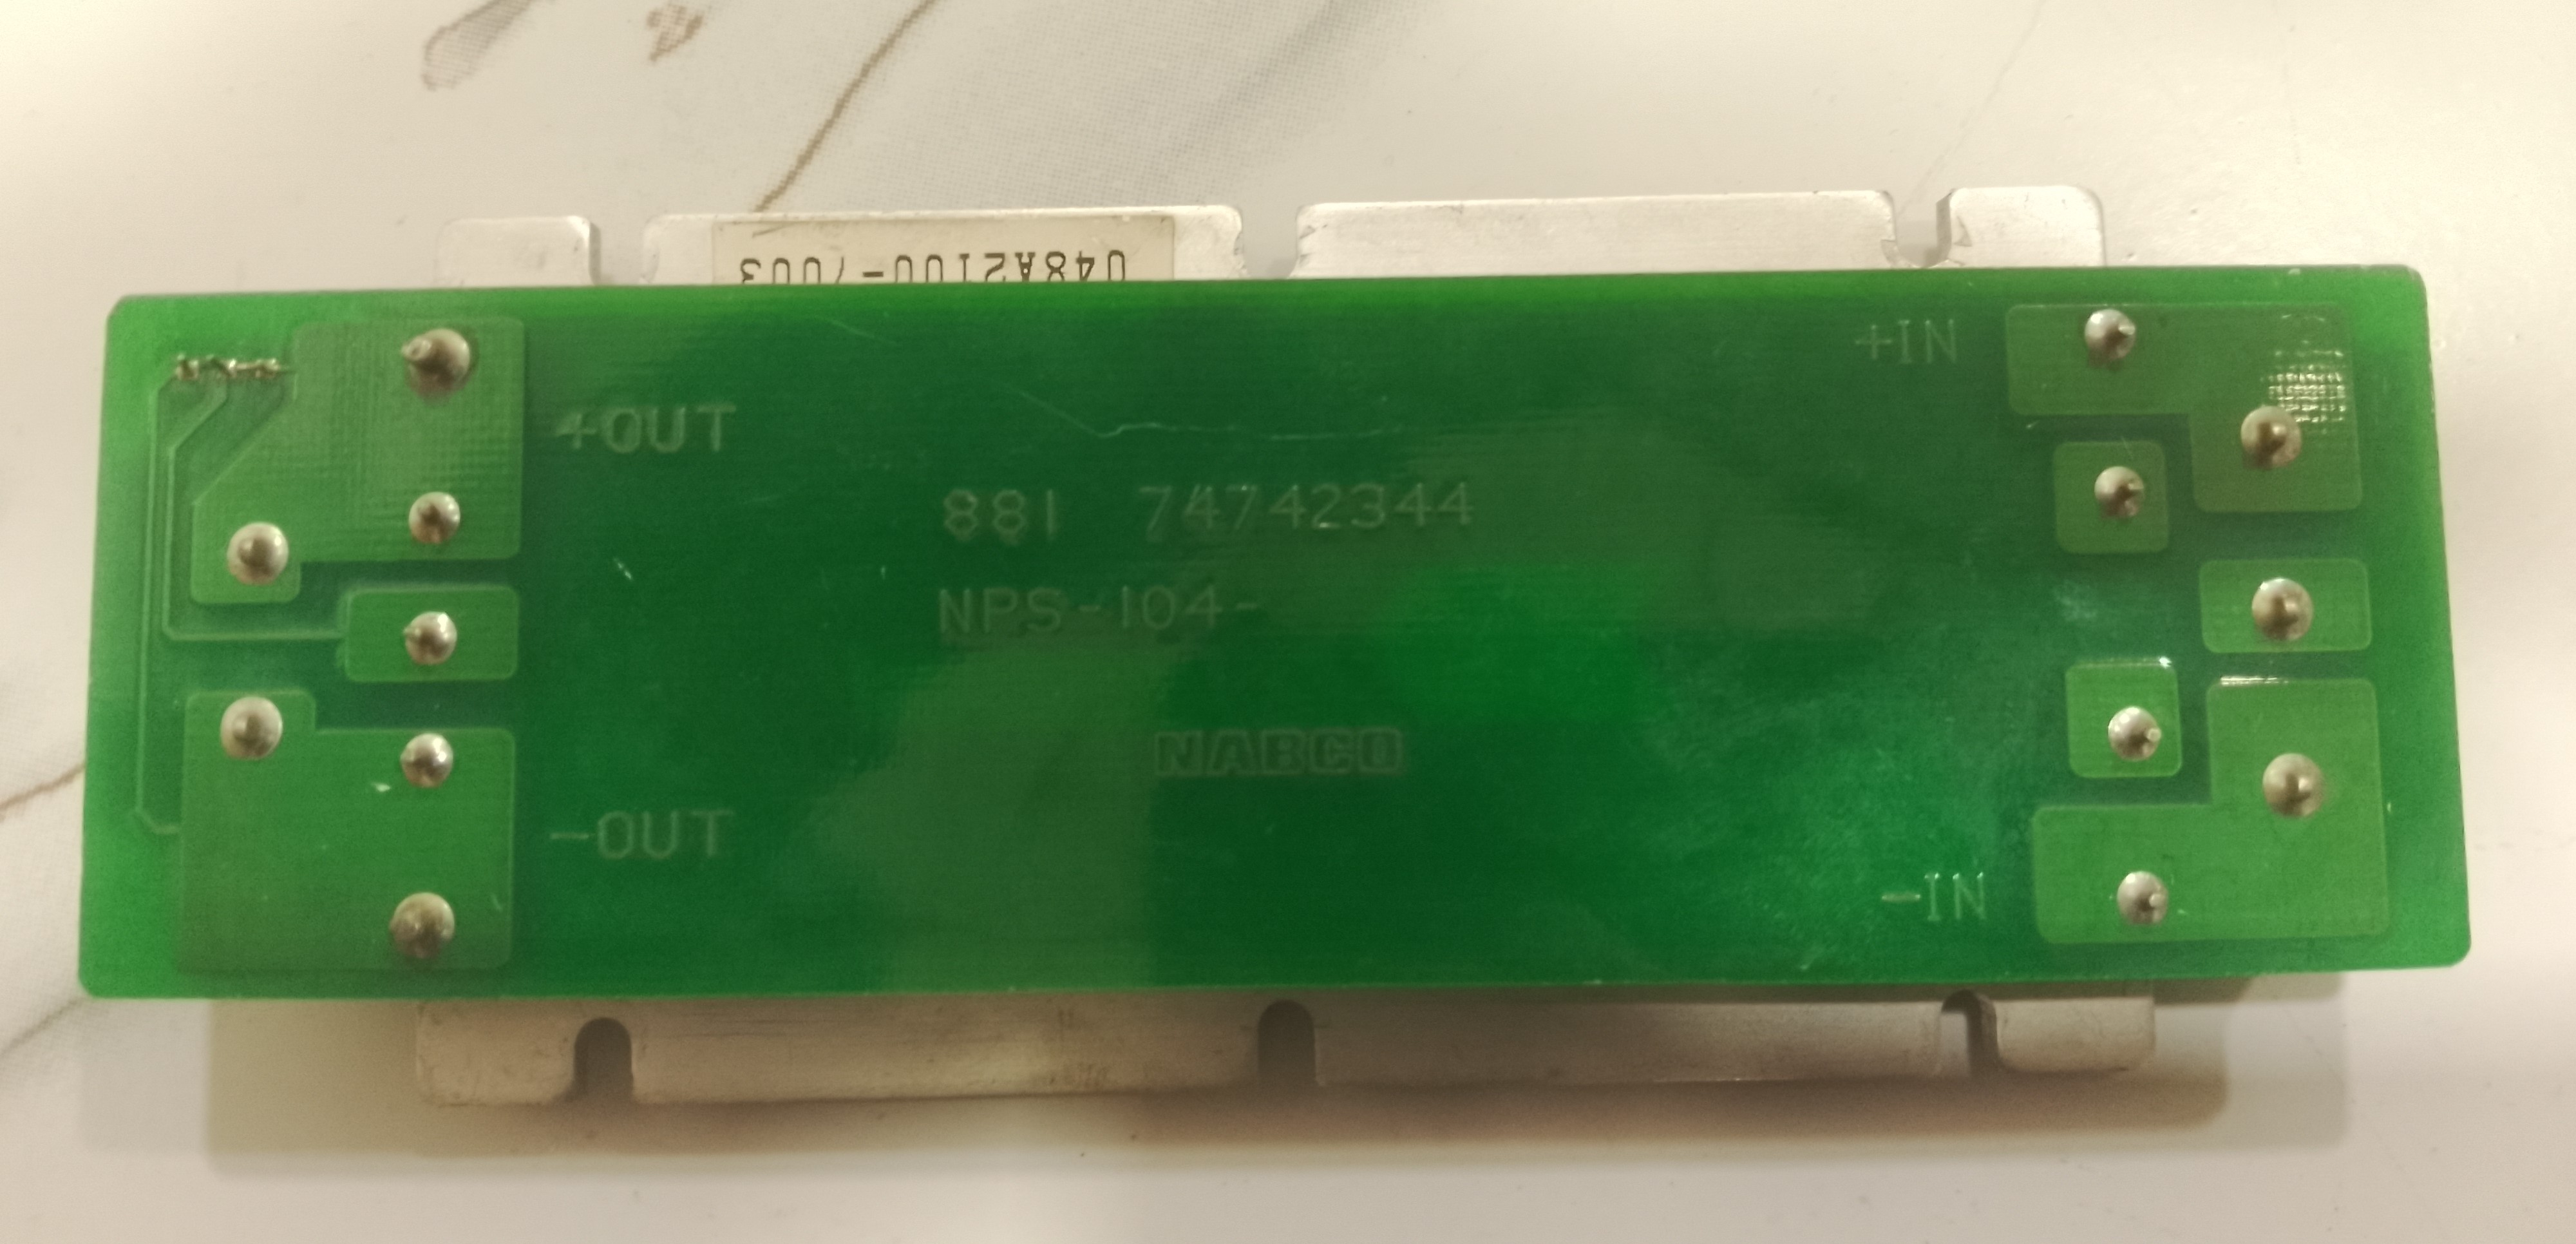 048A2100-7003
+OUT
+IN
881 74742344
NPS-104-
NABCO
-OUT
-IN